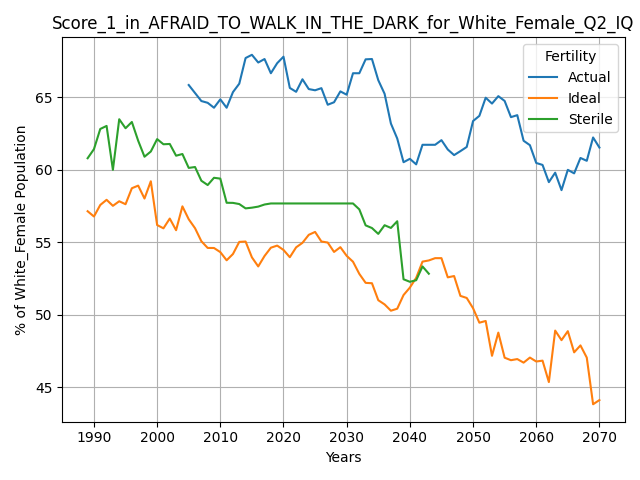 Score_1_in_AFRAID_TO_WALK_IN_THE_DARK_for_White_Female_Q2_IQ
Fertility
Actual
Ideal
Sterile
% of White_Female Population
65
60
55
50
45
1990 2000 2010 2020 2030 2040 2050 2060 2070
Years